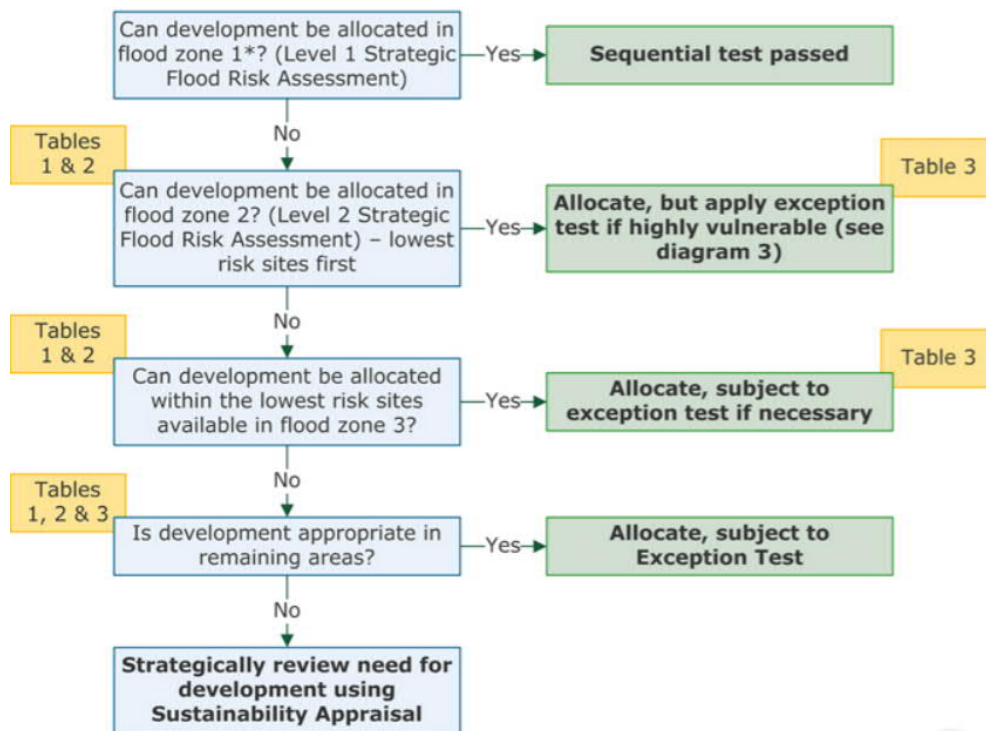 Can development be allocated in
flood zone 1*? (Level 1 Strategic
Flood Risk Assessment)
Yes
Sequential test passed
No
Tables
1 & 2
Can development be allocated in
flood zone 2? (Level 2 Strategic
Flood Risk Assessment) – lowest
risk sites first
Yes
Allocate, but apply exception
test if highly vulnerable (see
diagram 3)
Table 3
No
Tables
1 & 2
Can development be allocated
within the lowest risk sites
available in flood zone 3?
Yes
Allocate, subject to
exception test if necessary
Table 3
No
Tables
1, 2 & 3
Is development appropriate in
remaining areas?
Yes
Allocate, subject to
Exception Test
No
Strategically review need for
development using
Sustainability Appraisal